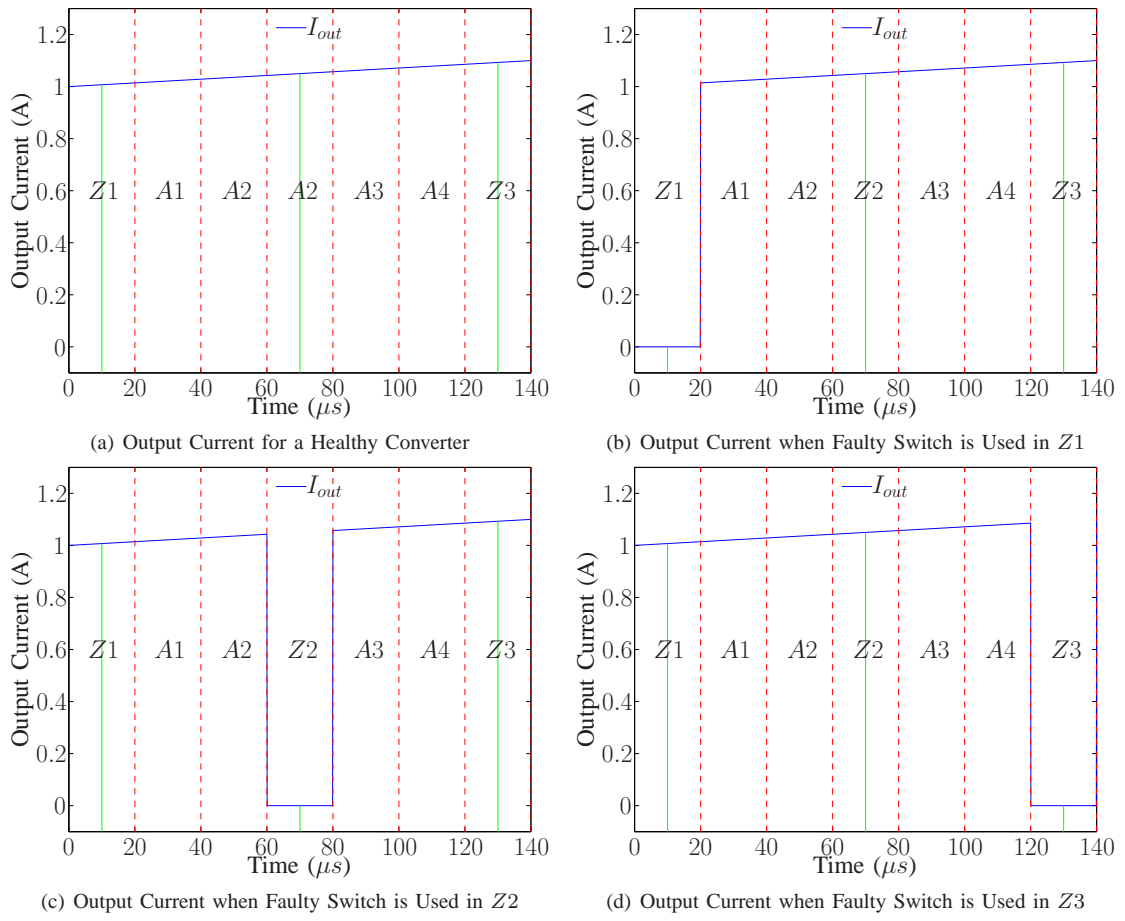 1.2
1
0.8
0.6
0.4
0.2
0
Output Current (A)
I_out
Z1 A1 A2 A2 A3 A4 Z3
0 20 40 60 80 100 120 140
Time (μs)
(a) Output Current for a Healthy Converter
1.2
1
0.8
0.6
0.4
0.2
0
Output Current (A)
I_out
Z1 A1 A2 Z2 A3 A4 Z3
0 20 40 60 80 100 120 140
Time (μs)
(b) Output Current when Faulty Switch is Used in Z1
1.2
1
0.8
0.6
0.4
0.2
0
Output Current (A)
I_out
Z1 A1 A2 Z2 A3 A4 Z3
0 20 40 60 80 100 120 140
Time (μs)
(c) Output Current when Faulty Switch is Used in Z2
1.2
1
0.8
0.6
0.4
0.2
0
Output Current (A)
I_out
Z1 A1 A2 Z2 A3 A4 Z3
0 20 40 60 80 100 120 140
Time (μs)
(d) Output Current when Faulty Switch is Used in Z3